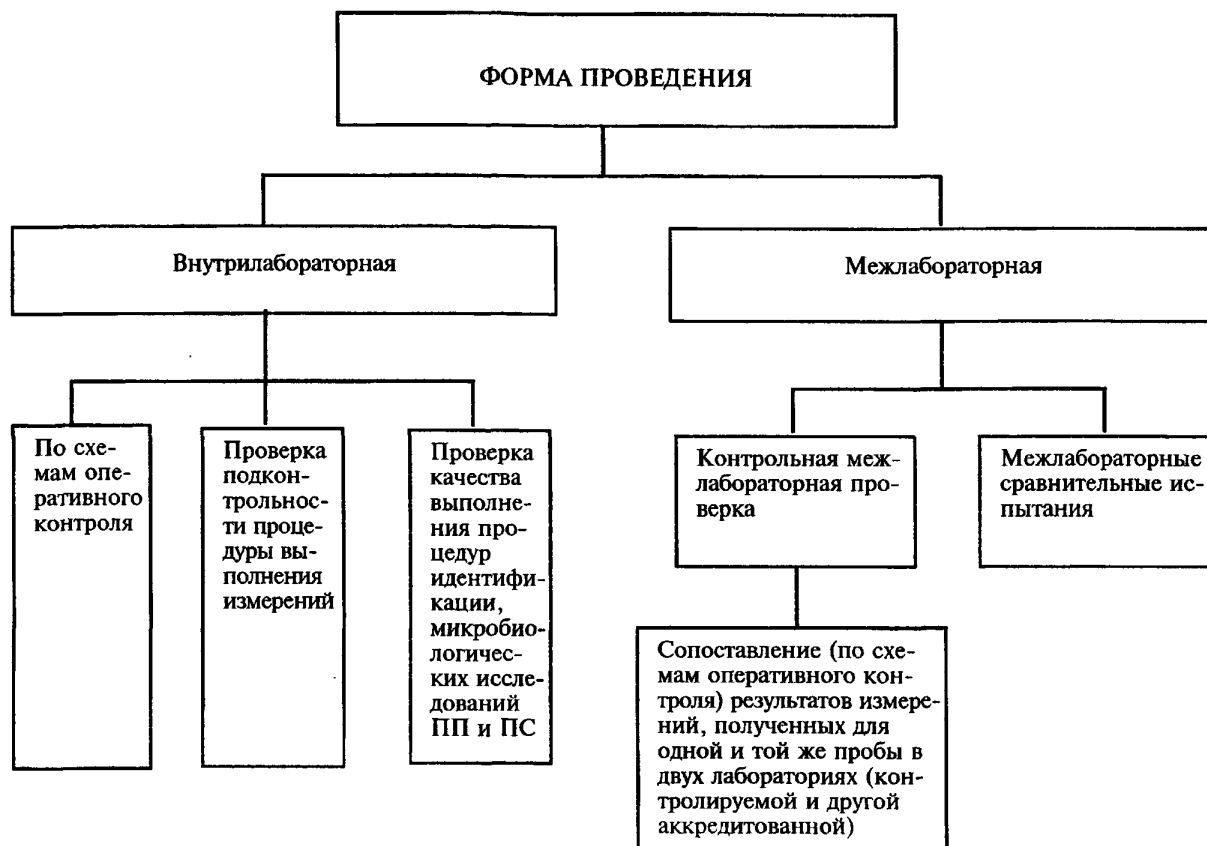 ФОРМА ПРОВЕДЕНИЯ
Внутрилабораторная
Межлабораторная
По схе-
мам опе-
ративного
контроля
Проверка
подконт-
рольнос-
ти проце-
дуры вы-
полнения
измерений
Проверка
качества
выполне-
ния про-
цедур
идентифи-
кации,
микробио-
логичес-
ких иссле-
дований
ПП и ПС
Контрольная меж-
лабораторная про-
верка
Межлабораторные
сравнительные ис-
пытания
Сопоставление (по схе-
мам оперативного кон-
троля) результатов измере-
ний, полученных для
одной и той же пробы в
двух лабораториях (кон-
тролируемой и другой
аккредитованной)